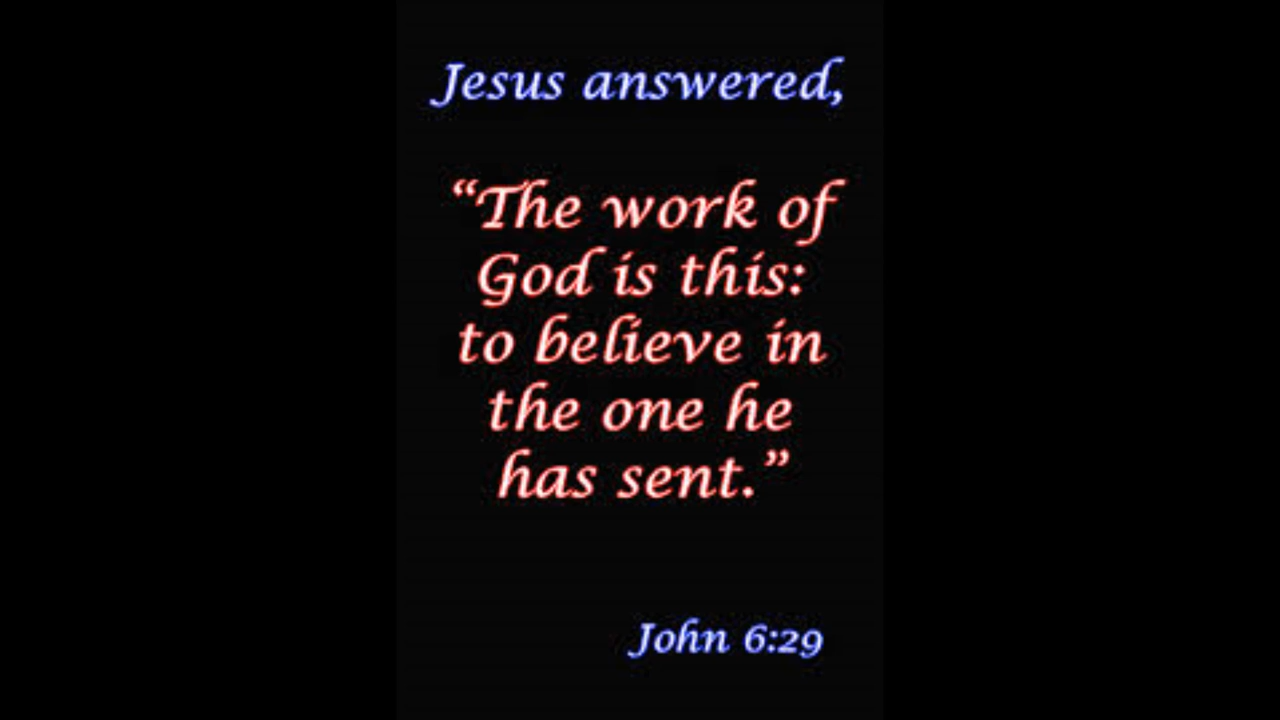 Jesus answered,
“The work of
God is this:
to believe in
the one he
has sent.”
John 6:29